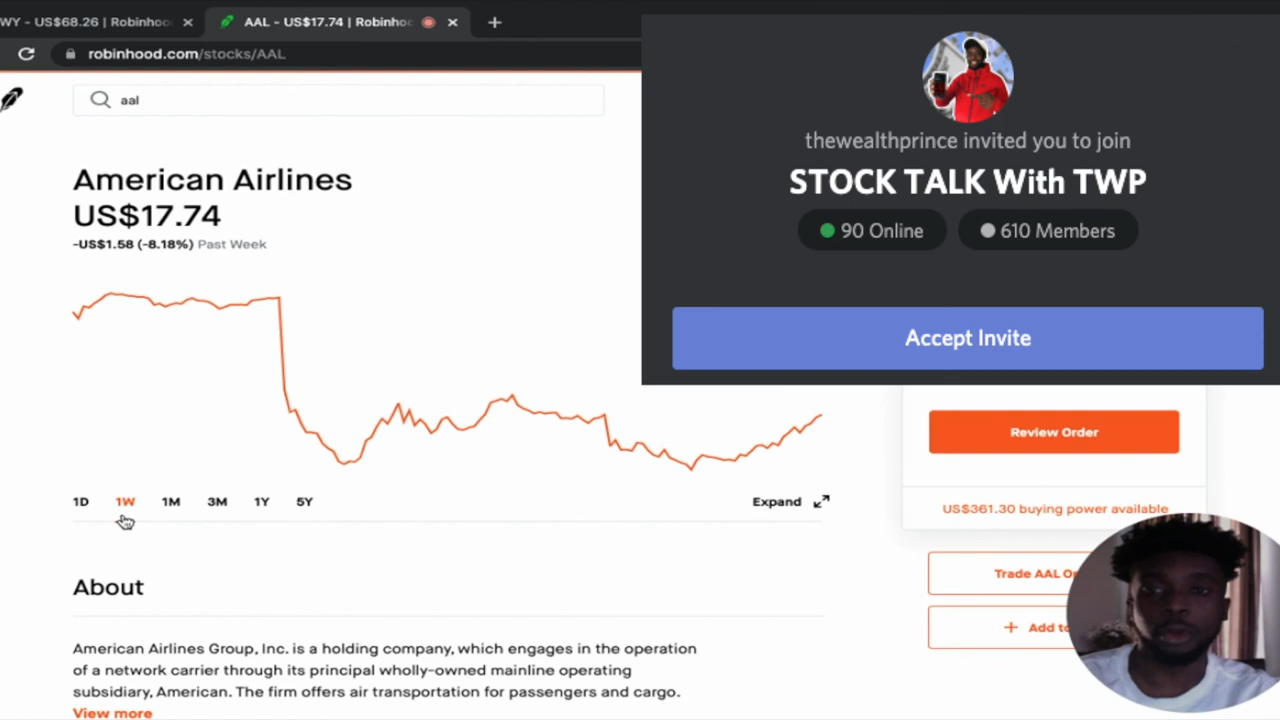 WY - US$68.26 | Robinhoo
AAL - US$17.74 | Robinho
robinhood.com/stocks/AAL
aal
American Airlines
US$17.74
-US$1.58 (-8.18%) Past Week
1D 1W 1M 3M 1Y 5Y
Expand
About
American Airlines Group, Inc. is a holding company, which engages in the operation
of a network carrier through its principal wholly-owned mainline operating
subsidiary, American. The firm offers air transportation for passengers and cargo.
View more
thewealthprince invited you to join
STOCK TALK With TWP
90 Online 610 Members
Accept Invite
Review Order
US$361.30 buying power available
Trade AAL Op
+ Add to